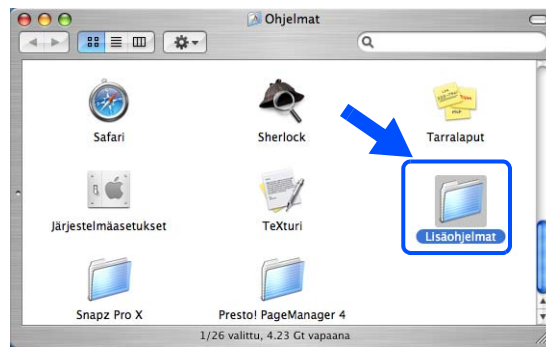 Ohjelmat
Safari
Sherlock
Tarralaput
Järjestelmäasetukset
TeXturi
Lisäohjelmat
Snapz Pro X
Presto! PageManager 4
1/26 valittu, 4.23 Gt vapaana